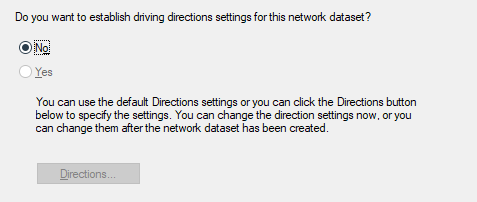 Do you want to establish driving directions settings for this network dataset?
No
Yes
You can use the default Directions settings or you can click the Directions button
below to specify the settings. You can change the direction settings now, or you
can change them after the network dataset has been created.
Directions...